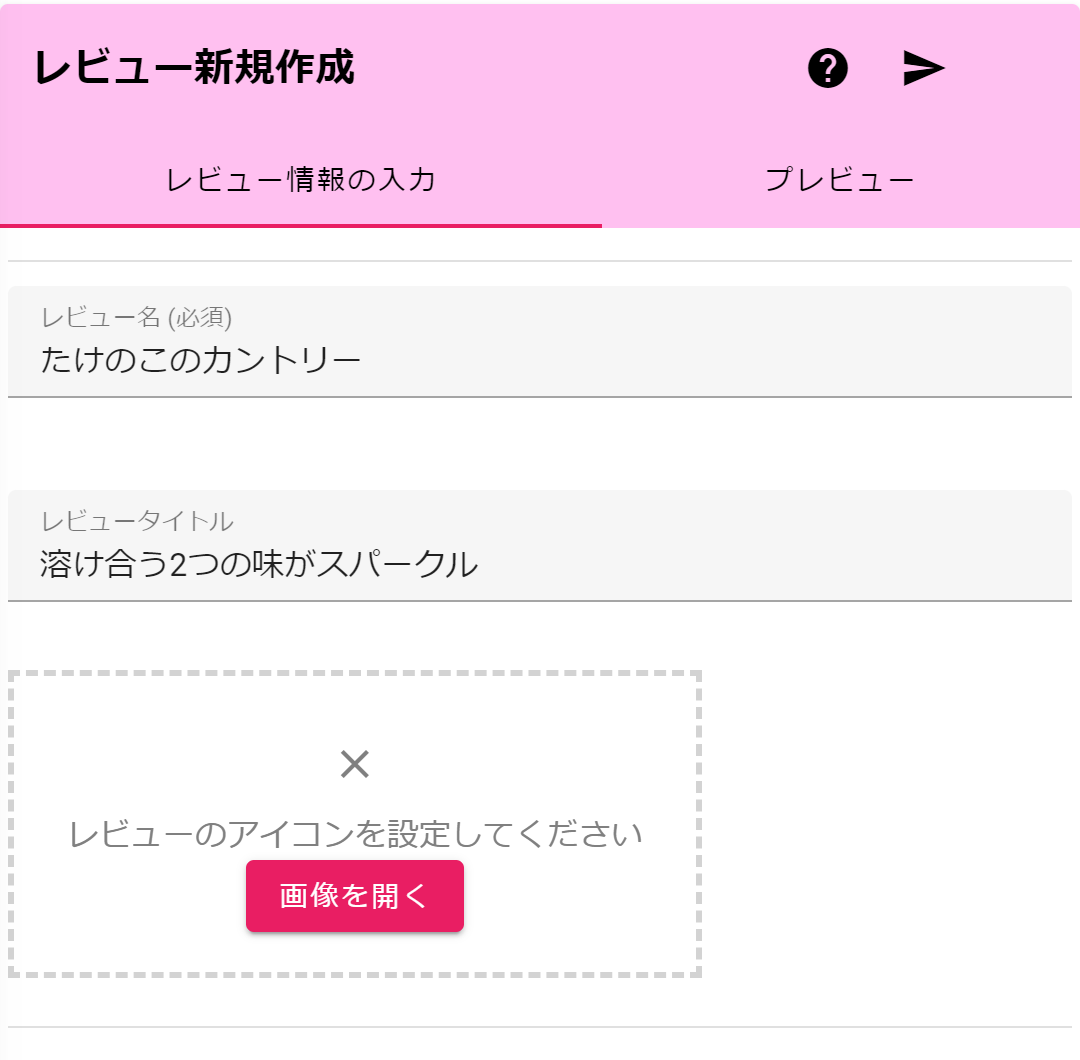 レビュー新規作成
レビュー情報の入力
プレビュー
レビュー名 (必須)
たけのこのカントリー
レビュータイトル
溶け合う2つの味がスパークル
レビューのアイコンを設定してください
画像を開く